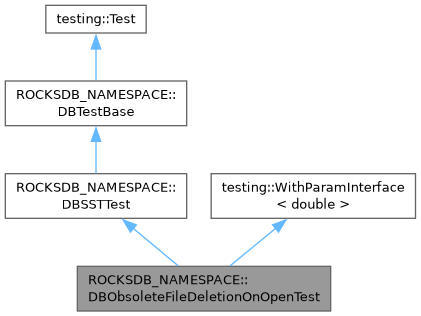 testing::Test
ROCKSDB_NAMESPACE::
DBTestBase
ROCKSDB_NAMESPACE::
DBSSTTest
testing::WithParamInterface
< double >
ROCKSDB_NAMESPACE::
DBObsoleteFileDeletionOnOpenTest